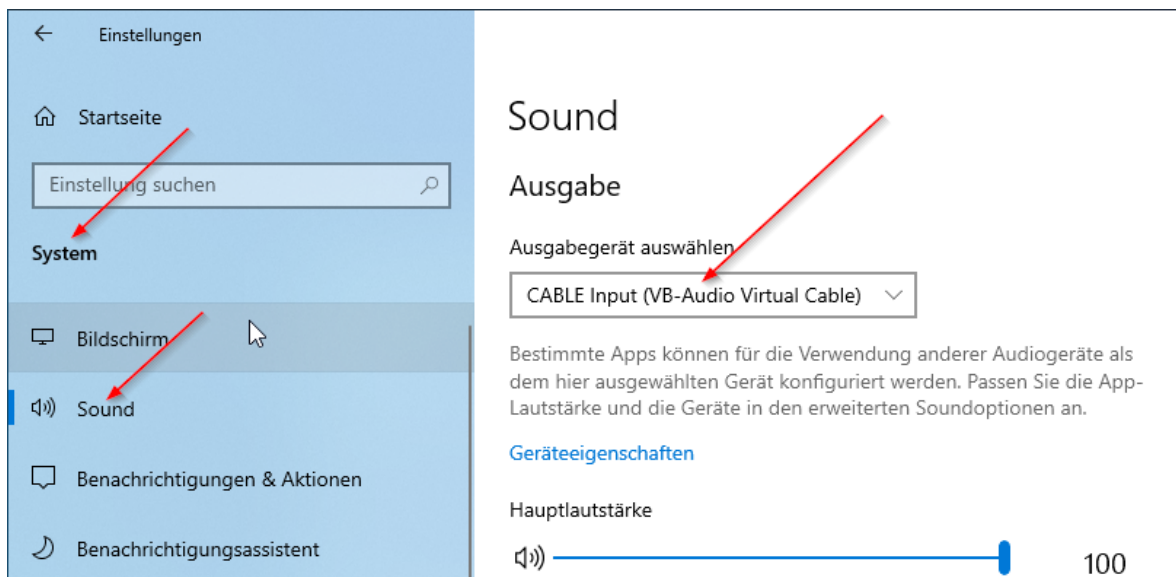 Einstellungen
Startseite
Einstellung suchen
System
Bildschirm
Sound
Benachrichtigungen & Aktionen
Benachrichtigungsassistent
Sound
Ausgabe
Ausgabegerät auswählen
CABLE Input (VB-Audio Virtual Cable)
Bestimmte Apps können für die Verwendung anderer Audiogeräte als
dem hier ausgewählten Gerät konfiguriert werden. Passen Sie die App-
Lautstärke und die Geräte in den erweiterten Soundoptionen an.
Geräteeigenschaften
Hauptlautstärke
100